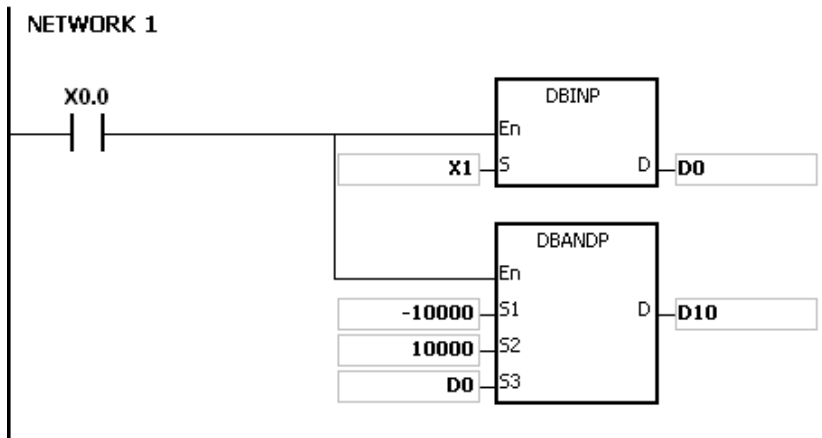 NETWORK 1
X0.0
DBINP
En
X1 S D D0
DBANDP
En
-10000 S1 D D10
10000 S2
D0 S3